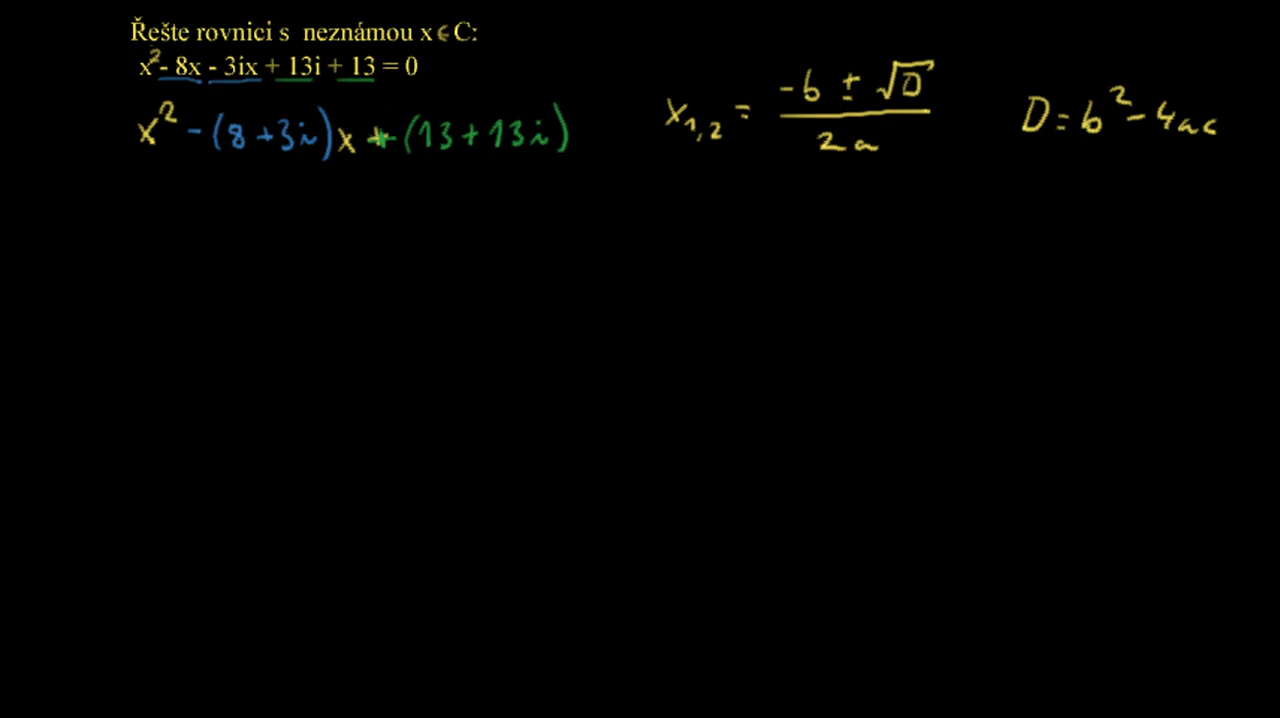 Řešte rovnici s neznámou x ∈ C:
x² - 8x - 3ix + 13i + 13 = 0
x² - (8 + 3i)x + (13 + 13i)
x₁,₂ = (-b ± √D) / 2a
D = b² - 4ac